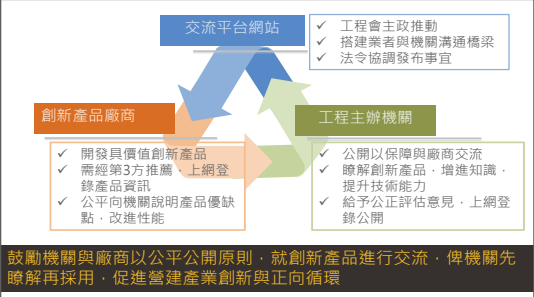 交流平台網站
✓ 工程會主政推動
✓ 搭建業者與機關溝通橋梁
✓ 法令協調發布事宜
創新產品廠商
✓ 開發具價值創新產品
✓ 需經第3方推薦，上網登
錄產品資訊
✓ 公平向機關說明產品優缺
點，改進性能
工程主辦機關
✓ 公開以保障與廠商交流
✓ 瞭解創新產品，增進知識，
提升技術能力
✓ 給予公正評估意見，上網登
錄公開
鼓勵機關與廠商以公平公開原則，就創新產品進行交流，俾機關先
瞭解再採用，促進營建產業創新與正向循環